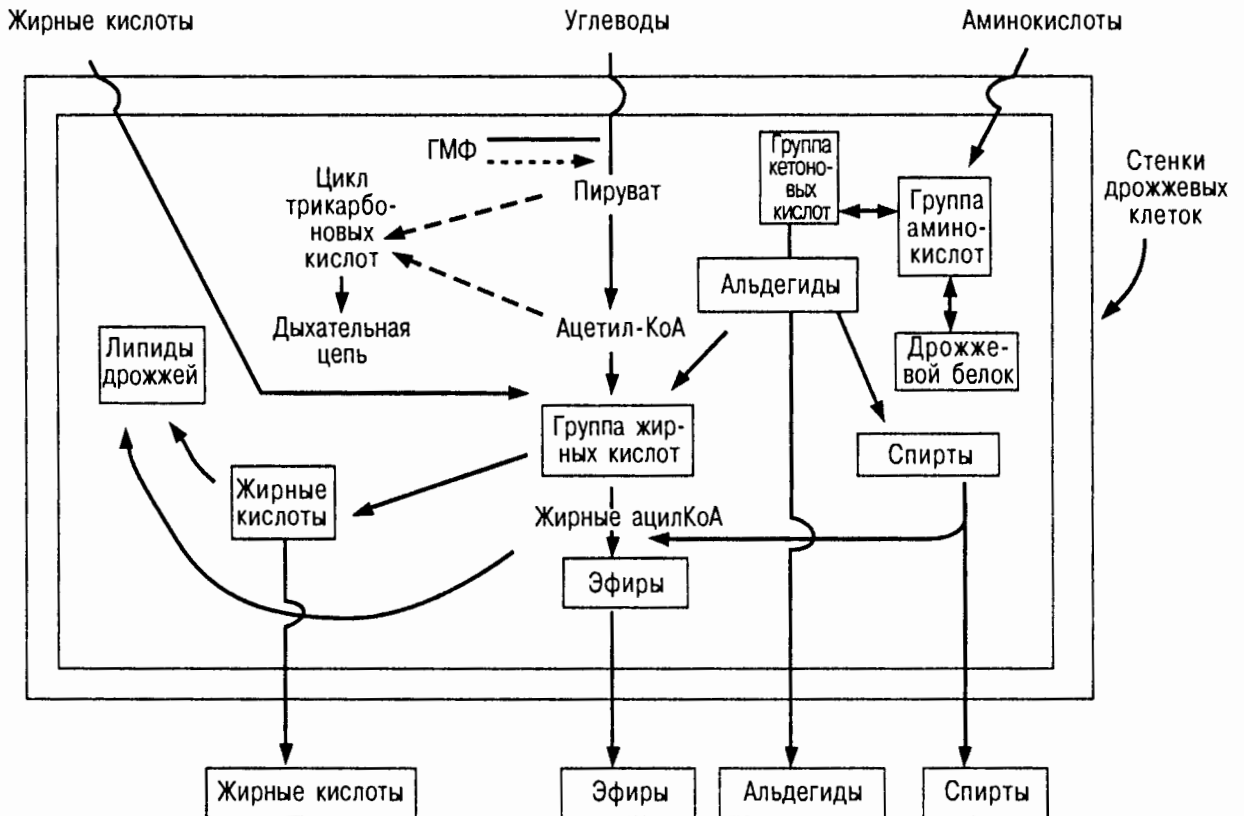 Жирные кислоты
Углеводы
Аминокислоты
ГМФ
Группа
кетоно-
вых
кислот
Стенки
дрожжевых
клеток
Цикл
трикарбо-
новых
кислот
Пируват
Группа
амино-
кислот
Альдегиды
Дыхательная
цепь
Ацетил-КоА
Липиды
дрожжей
Дрожже-
вой белок
Группа жир-
ных кислот
Спирты
Жирные
кислоты
Жирные ацилКоА
Эфиры
Жирные кислоты
Эфиры
Альдегиды
Спирты